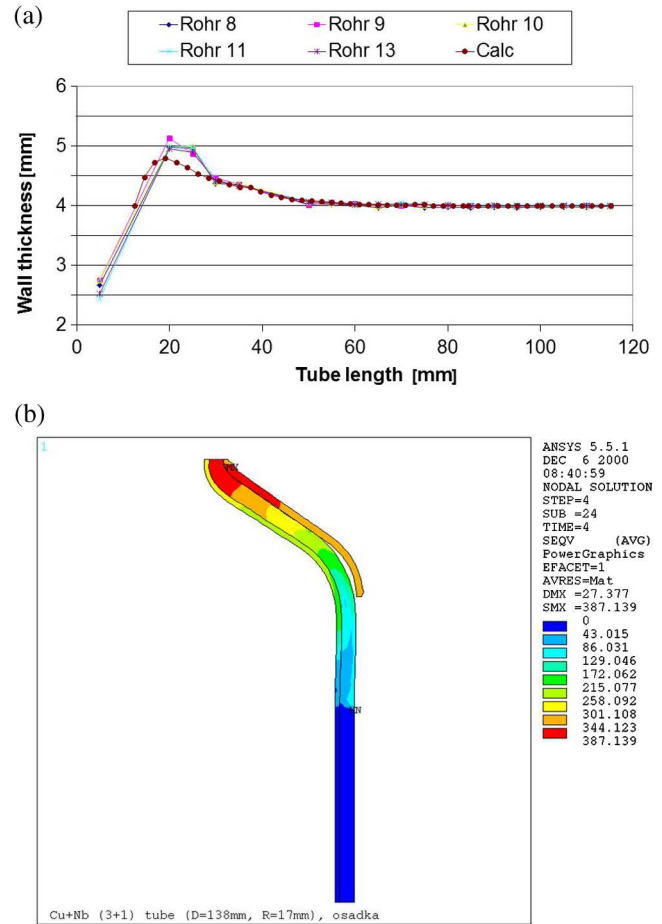 (a)
Rohr 8 Rohr 9 Rohr 10
Rohr 11 Rohr 13 Calc
6
5
4
3
2
Wall thickness [mm]
0 20 40 60 80 100 120
Tube length [mm]
(b)
1
MX
MN
ANSYS 5.5.1
DEC 6 2000
08:40:59
NODAL SOLUTION
STEP=4
SUB =24
TIME=4
SEQV (AVG)
PowerGraphics
EFACET=1
AVRES=Mat
DMX =27.377
SMX =387.139
0
43.015
86.031
129.046
172.062
215.077
258.092
301.108
344.123
387.139
Cu+Nb (3+1) tube (D=138mm, R=17mm), osadka